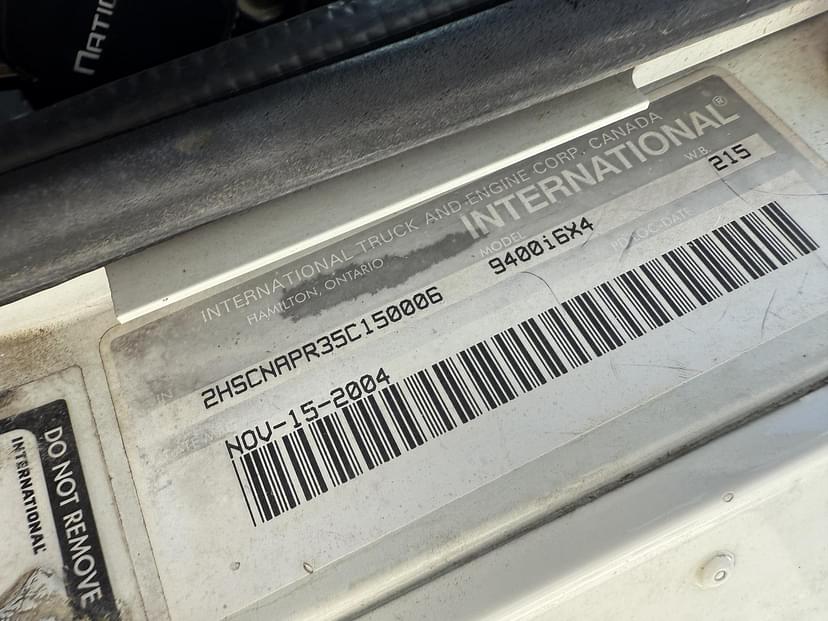 NATIO
INTERNATIONAL TRUCK AND ENGINE CORP. CANADA
HAMILTON, ONTARIO
INTERNATIONAL®
MODEL
W.B.
2HSCNAPR35C150006
9400i6X4
215
NOV-15-2004
DO NOT REMOVE
INTERNATIONAL